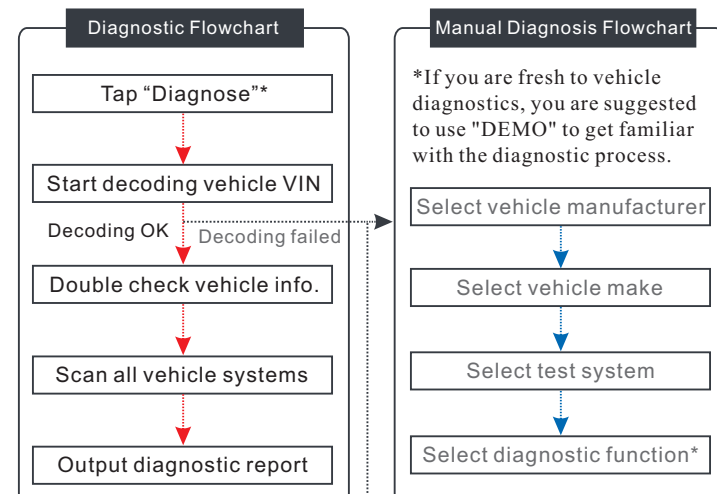 Diagnostic Flowchart
Tap “Diagnose”*
Start decoding vehicle VIN
Decoding OK
Decoding failed
Double check vehicle info.
Scan all vehicle systems
Output diagnostic report
Manual Diagnosis Flowchart
*If you are fresh to vehicle
diagnostics, you are suggested
to use "DEMO" to get familiar
with the diagnostic process.
Select vehicle manufacturer
Select vehicle make
Select test system
Select diagnostic function*